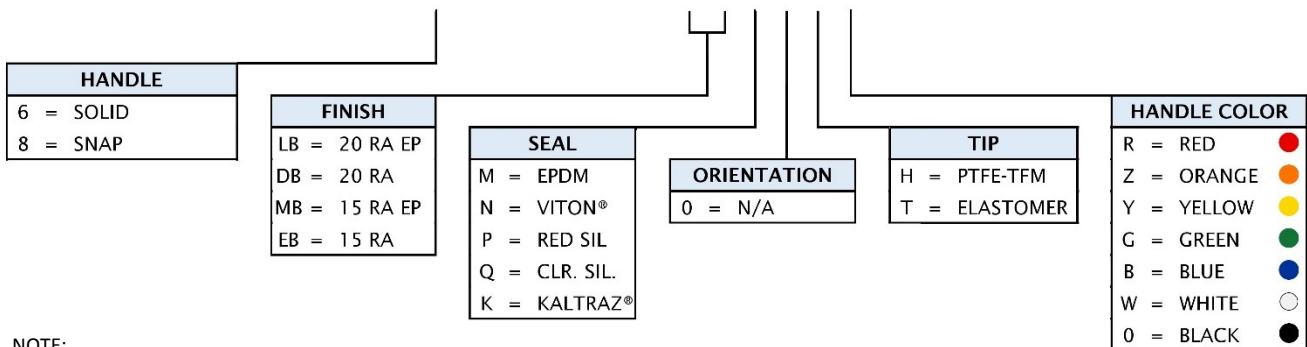 HANDLE
6 = SOLID
8 = SNAP
FINISH
LB = 20 RA EP
DB = 20 RA
MB = 15 RA EP
EB = 15 RA
SEAL
M = EPDM
N = VITON®
P = RED SIL
Q = CLR. SIL.
K = KALTRAZ®
ORIENTATION
0 = N/A
TIP
H = PTFE-TFM
T = ELASTOMER
HANDLE COLOR
R = RED
Z = ORANGE
Y = YELLOW
G = GREEN
B = BLUE
W = WHITE
0 = BLACK
NOTE: